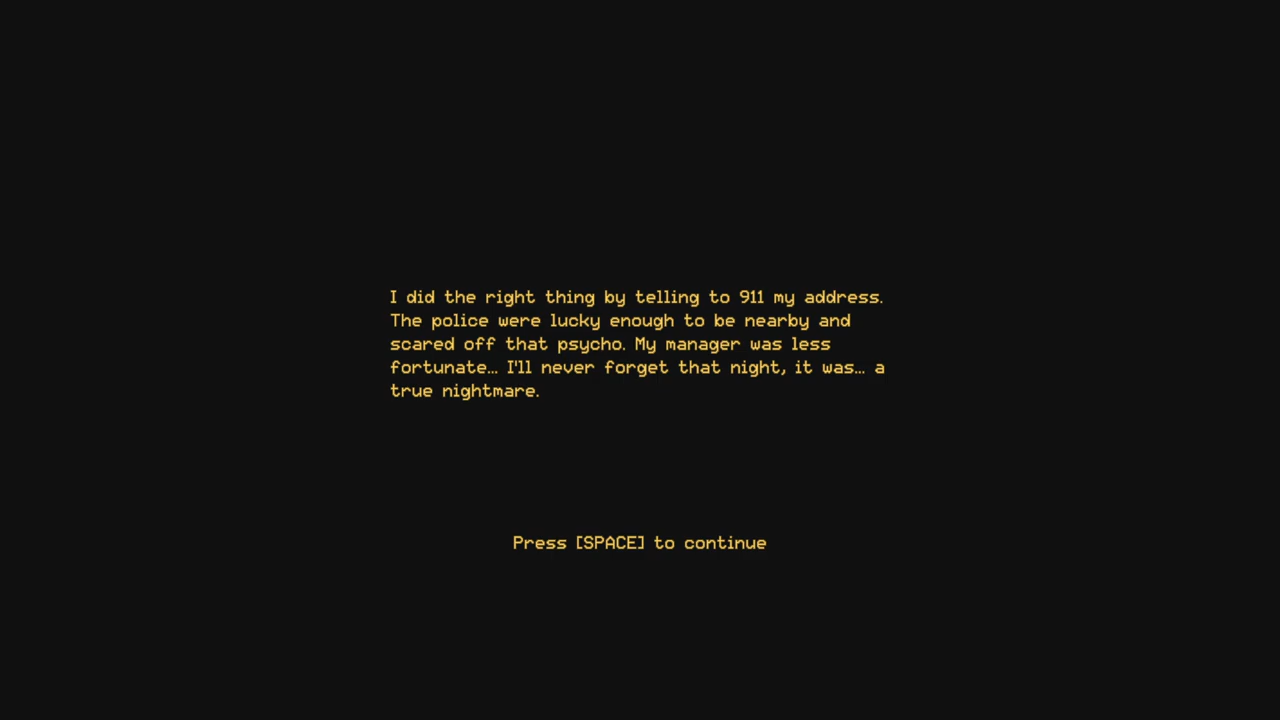 I did the right thing by telling to 911 my address.
The police were lucky enough to be nearby and
scared off that psycho. My manager was less
fortunate... I'll never forget that night, it was... a
true nightmare.
Press [SPACE] to continue